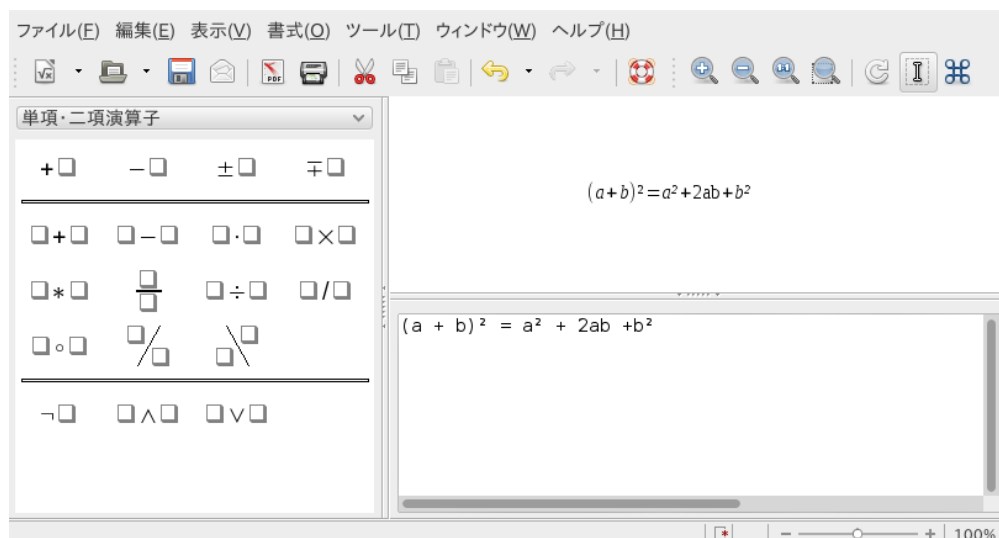 ファイル(F) 編集(E) 表示(V) 書式(O) ツール(T) ウィンドウ(W) ヘルプ(H)
単項･二項演算子
+□ −□ ±□ ∓□
□+□ □−□ □⋅□ □×□
□∗□ □/□ □÷□ □/□
□∘□ □/□ □\□
¬□ □∧□ □∨□
(a+b)²=a²+2ab+b²
(a + b)² = a² + 2ab +b²
100%